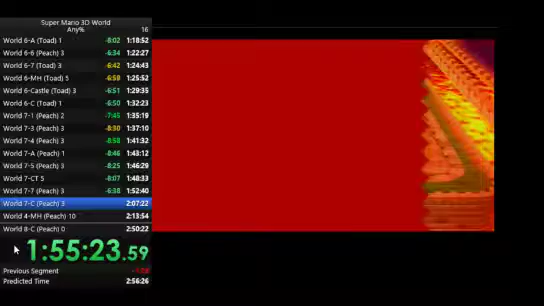 Super Mario 3D World
Any% 16
World 6-A (Toad) 1 -8:02 1:18:52
World 6-6 (Peach) 3 -6:34 1:22:27
World 6-7 (Toad) 3 -6:42 1:24:43
World 6-MH (Toad) 5 -6:58 1:25:52
World 6-Castle (Toad) 3 -6:51 1:29:35
World 6-C (Toad) 1 -6:50 1:32:23
World 7-1 (Peach) 2 -7:45 1:35:19
World 7-3 (Peach) 3 -8:30 1:37:10
World 7-4 (Peach) 3 -8:58 1:41:32
World 7-A (Peach) 1 -8:46 1:43:12
World 7-5 (Peach) 3 -8:25 1:46:29
World 7-CT 5 -8:07 1:48:33
World 7-7 (Peach) 3 -6:38 1:52:40
World 7-C (Peach) 3 2:07:22
World 4-MH (Peach) 10 2:13:54
World 8-C (Peach) 0 2:50:22
1:55:23.59
Previous Segment
Predicted Time 2:56:26